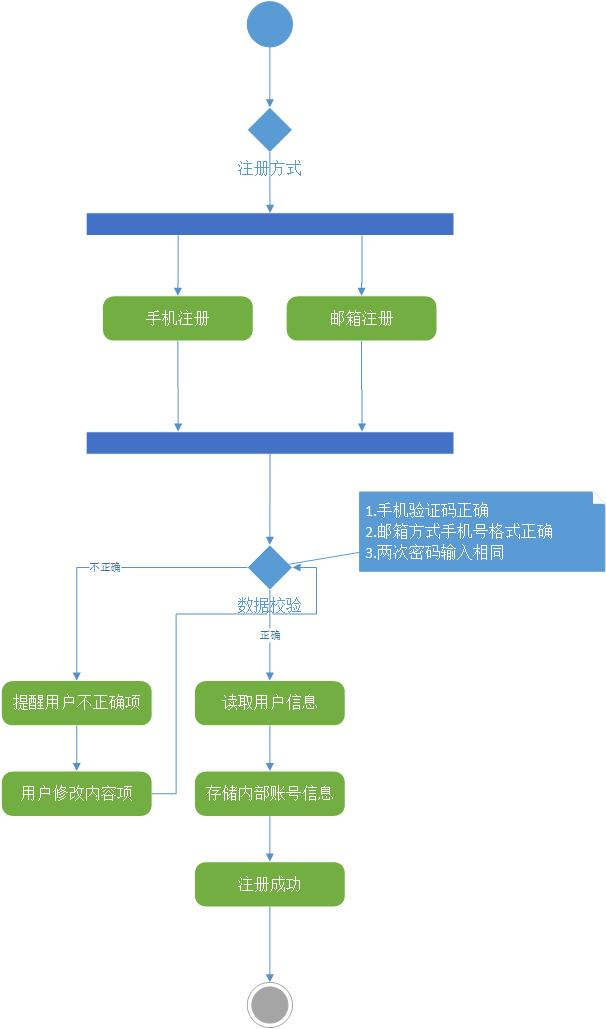 注册方式
手机注册
邮箱注册
1.手机验证码正确
2.邮箱方式手机号格式正确
3.两次密码输入相同
不正确
数据校验
正确
提醒用户不正确项
读取用户信息
用户修改内容项
存储内部账号信息
注册成功